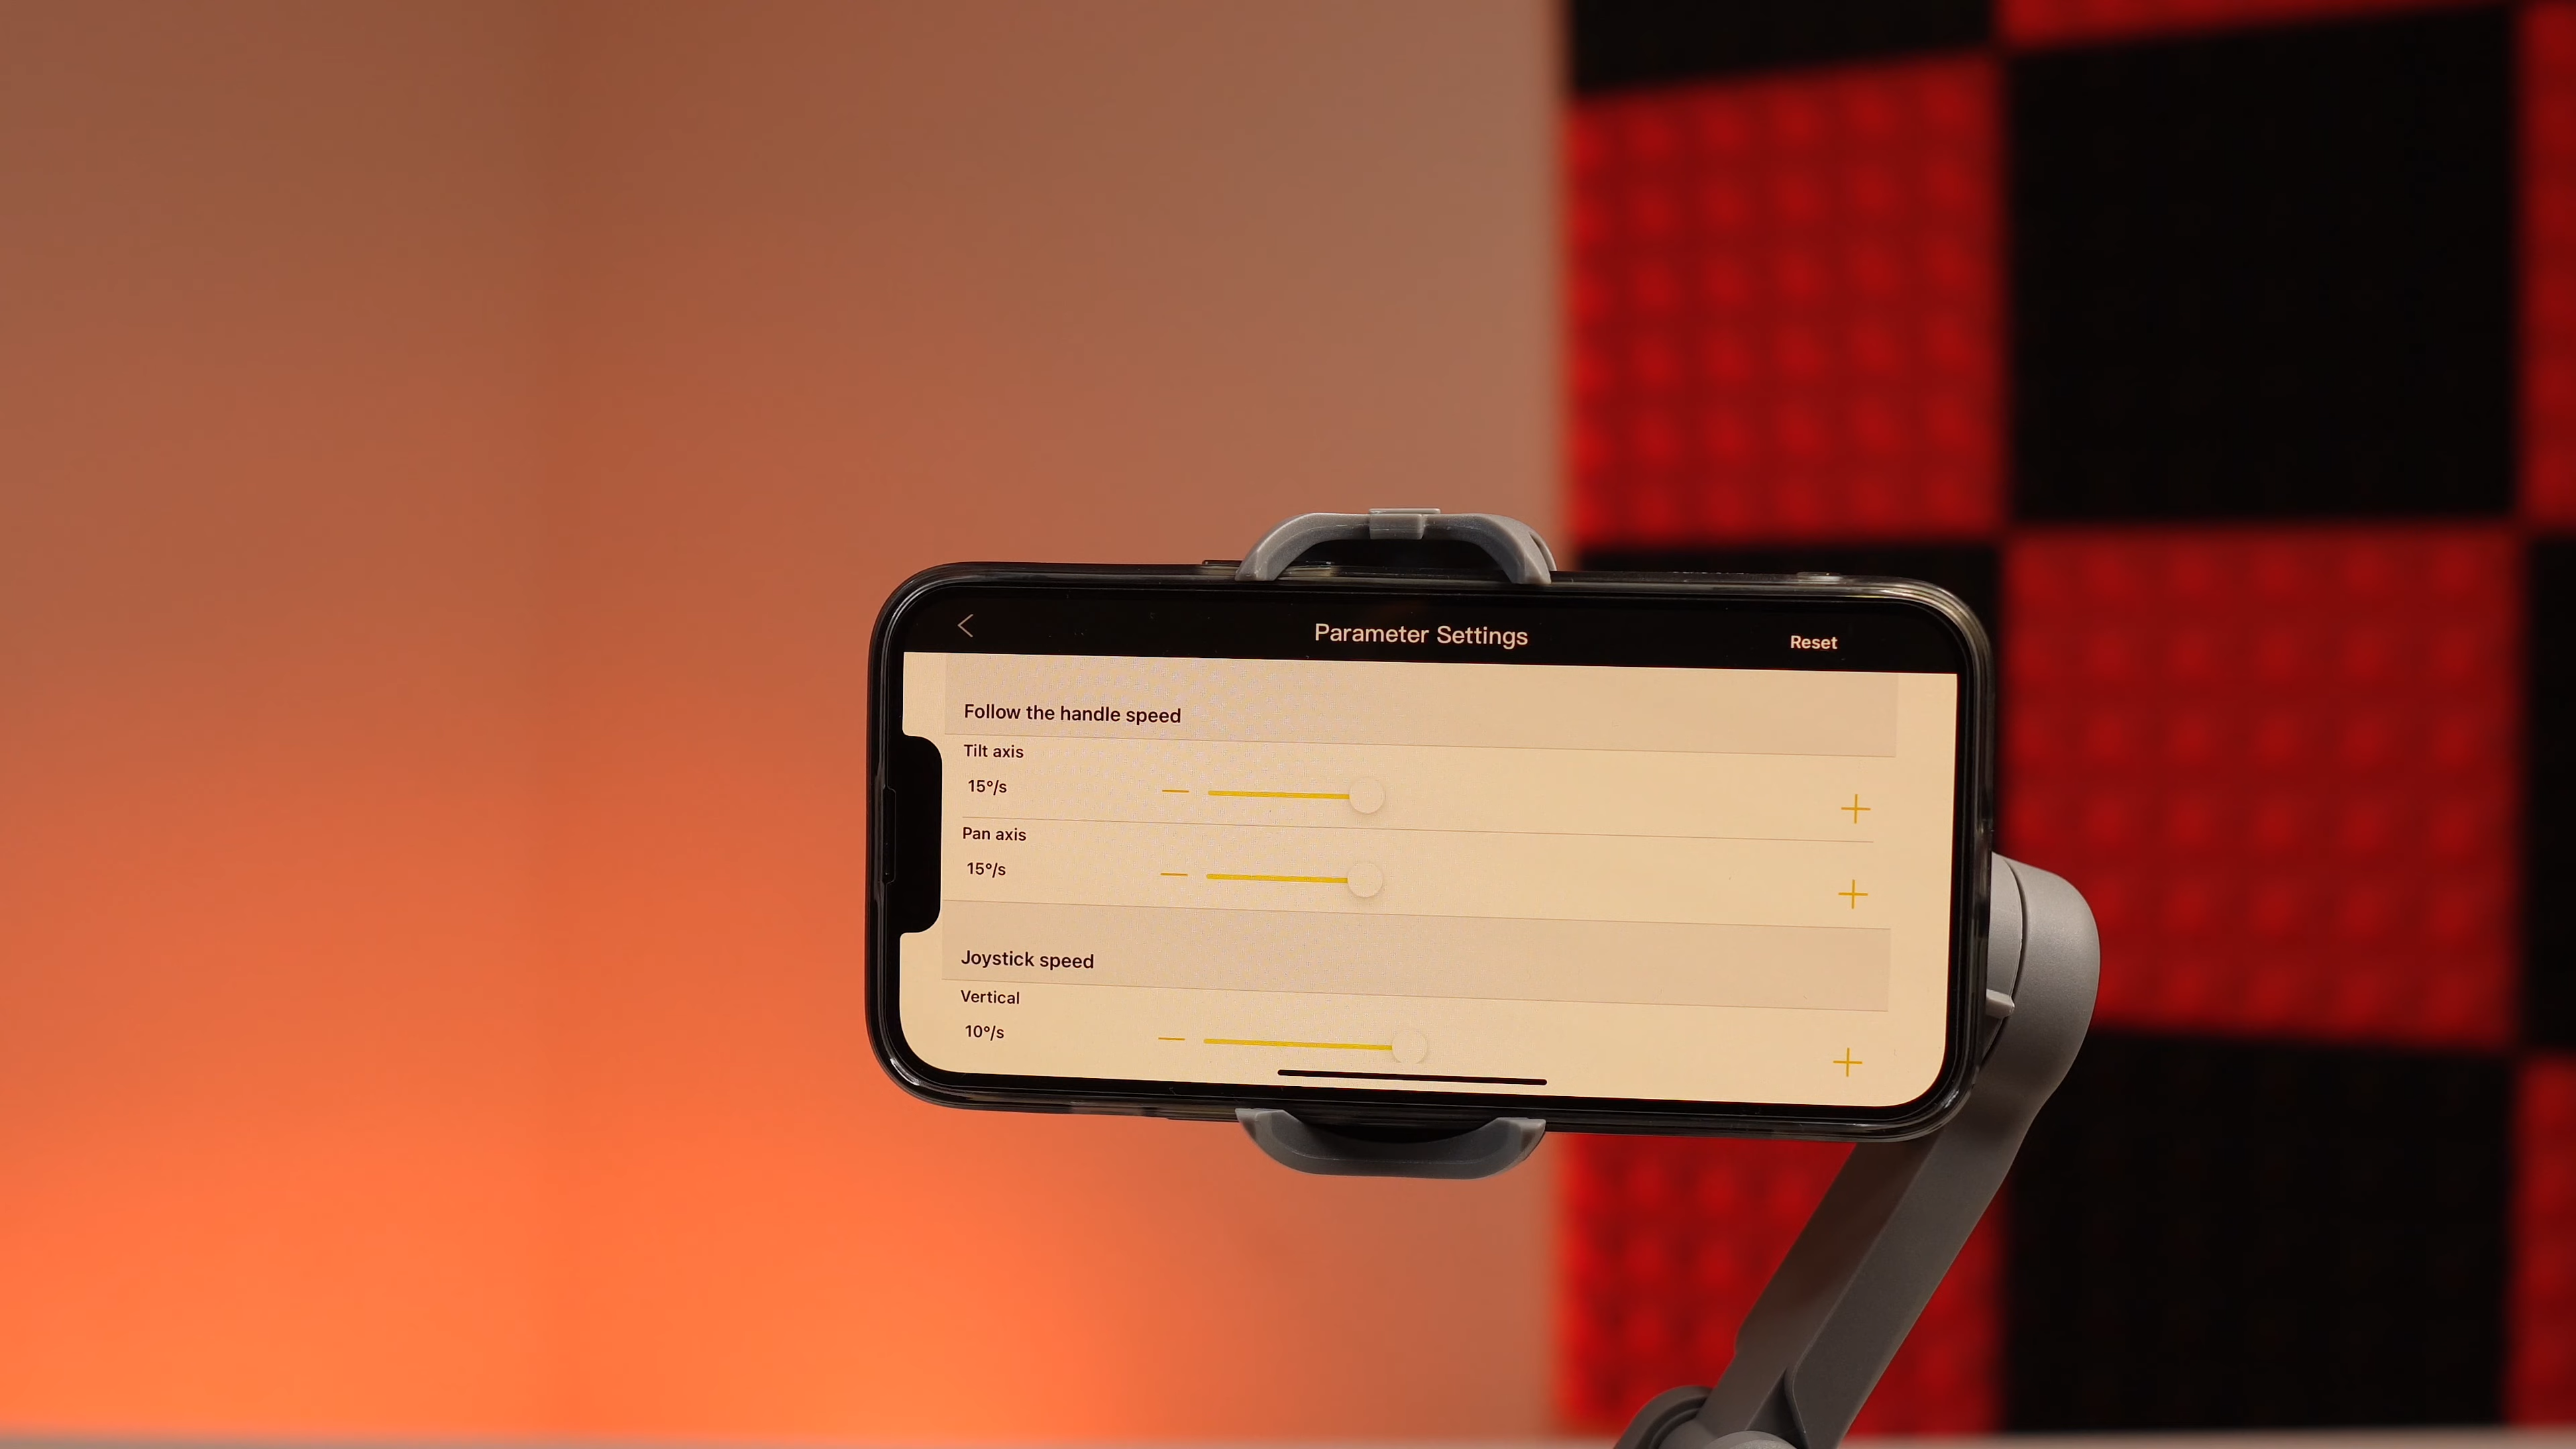 Parameter Settings
Reset
Follow the handle speed
Tilt axis
15°/s
Pan axis
15°/s
Joystick speed
Vertical
10°/s